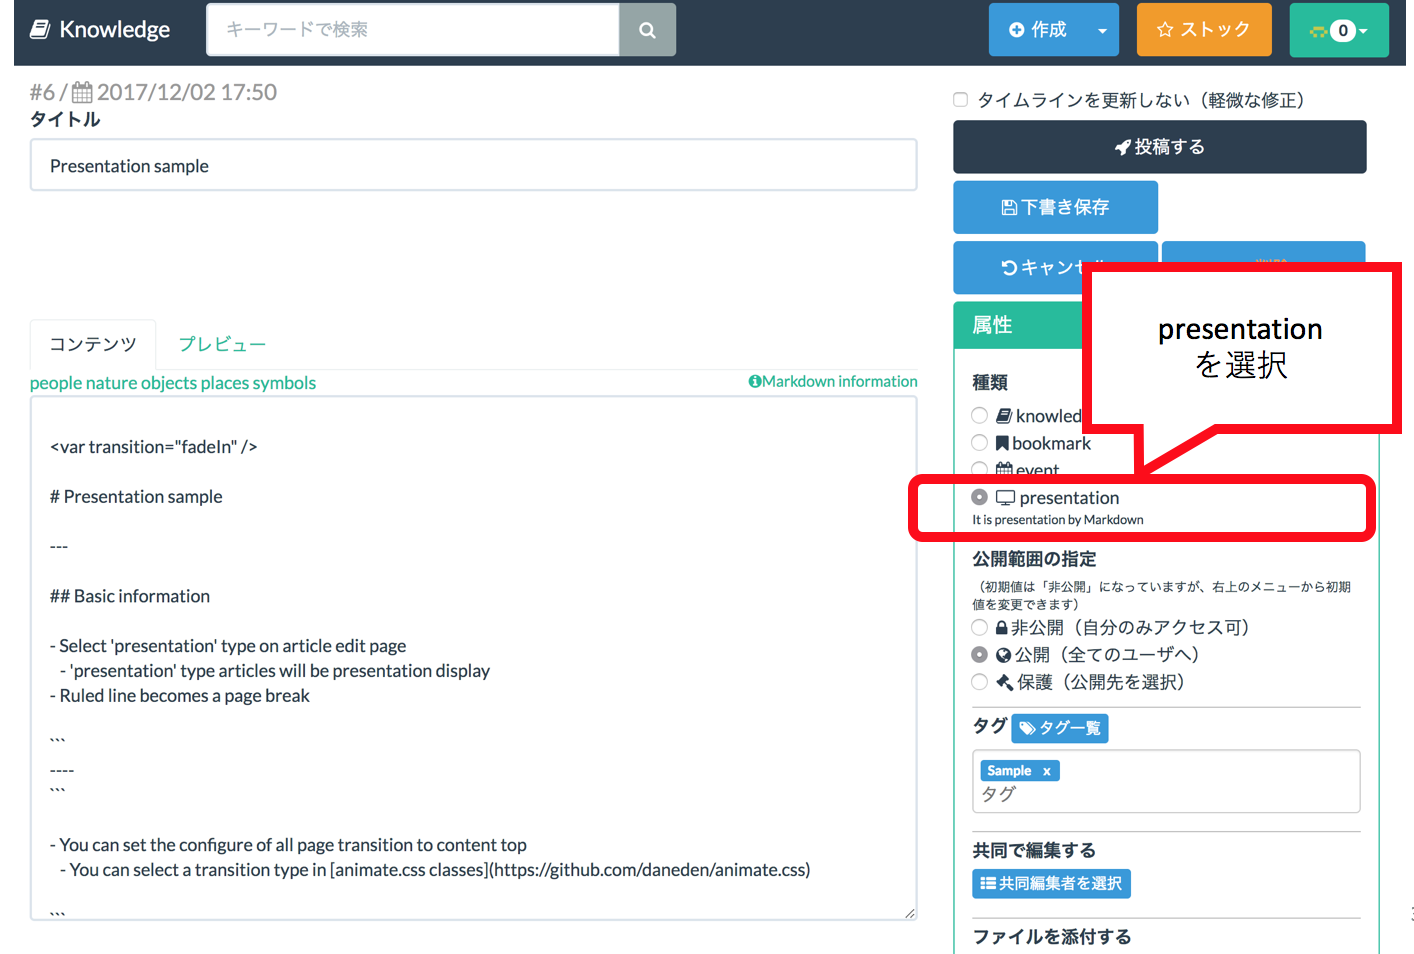 Knowledge
キーワードで検索
作成
ストック
0
#6 / 2017/12/02 17:50
タイトル
Presentation sample
コンテンツ
プレビュー
people nature objects places symbols
Markdown information
<var transition="fadeIn" />
# Presentation sample
---
## Basic information
- Select 'presentation' type on article edit page
- 'presentation' type articles will be presentation display
- Ruled line becomes a page break
```
----
```
- You can set the configure of all page transition to content top
- You can select a transition type in [animate.css classes](https://github.com/daneden/animate.css)
```
タイムラインを更新しない（軽微な修正）
投稿する
下書き保存
キャンセル
presentation
を選択
属性
種類
knowled
bookmark
event
presentation
It is presentation by Markdown
公開範囲の指定
（初期値は「非公開」になっていますが、右上のメニューから初期
値を変更できます）
非公開（自分のみアクセス可）
公開（全てのユーザへ）
保護（公開先を選択）
タグ
タグ一覧
Sample x
タグ
共同で編集する
共同編集者を選択
ファイルを添付する